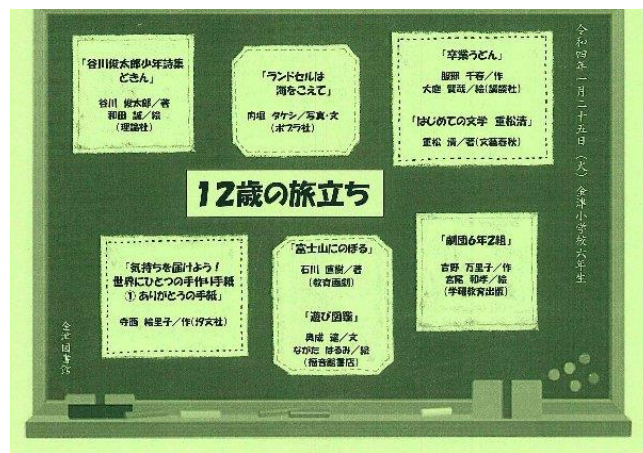 令和四年一月二十五日（火）金津小学校六年生
「谷川俊太郎少年詩集
どきん」
谷川 俊太郎／著
和田 誠／絵
(理論社)
「ランドセルは
海をこえて」
内堀 タケシ／写真・文
(ポプラ社)
「卒業うどん」
服部 千春／作
大庭 賢哉／絵(講談社)
「はじめての文学 重松清」
重松 清／著(文藝春秋)
12歳の旅立ち
「気持ちを届けよう！
世界にひとつの手作り手紙
① ありがとうの手紙」
寺西 絵里子／作(汐文社)
「富士山にのぼる」
石川 直樹／著
(教育画劇)
「遊び図鑑」
奥成 達／文
ながた はるみ／絵
(福音館書店)
「劇団6年2組」
吉野 万里子／作
宮尾 和孝／絵
(学研教育出版)
金津図書館